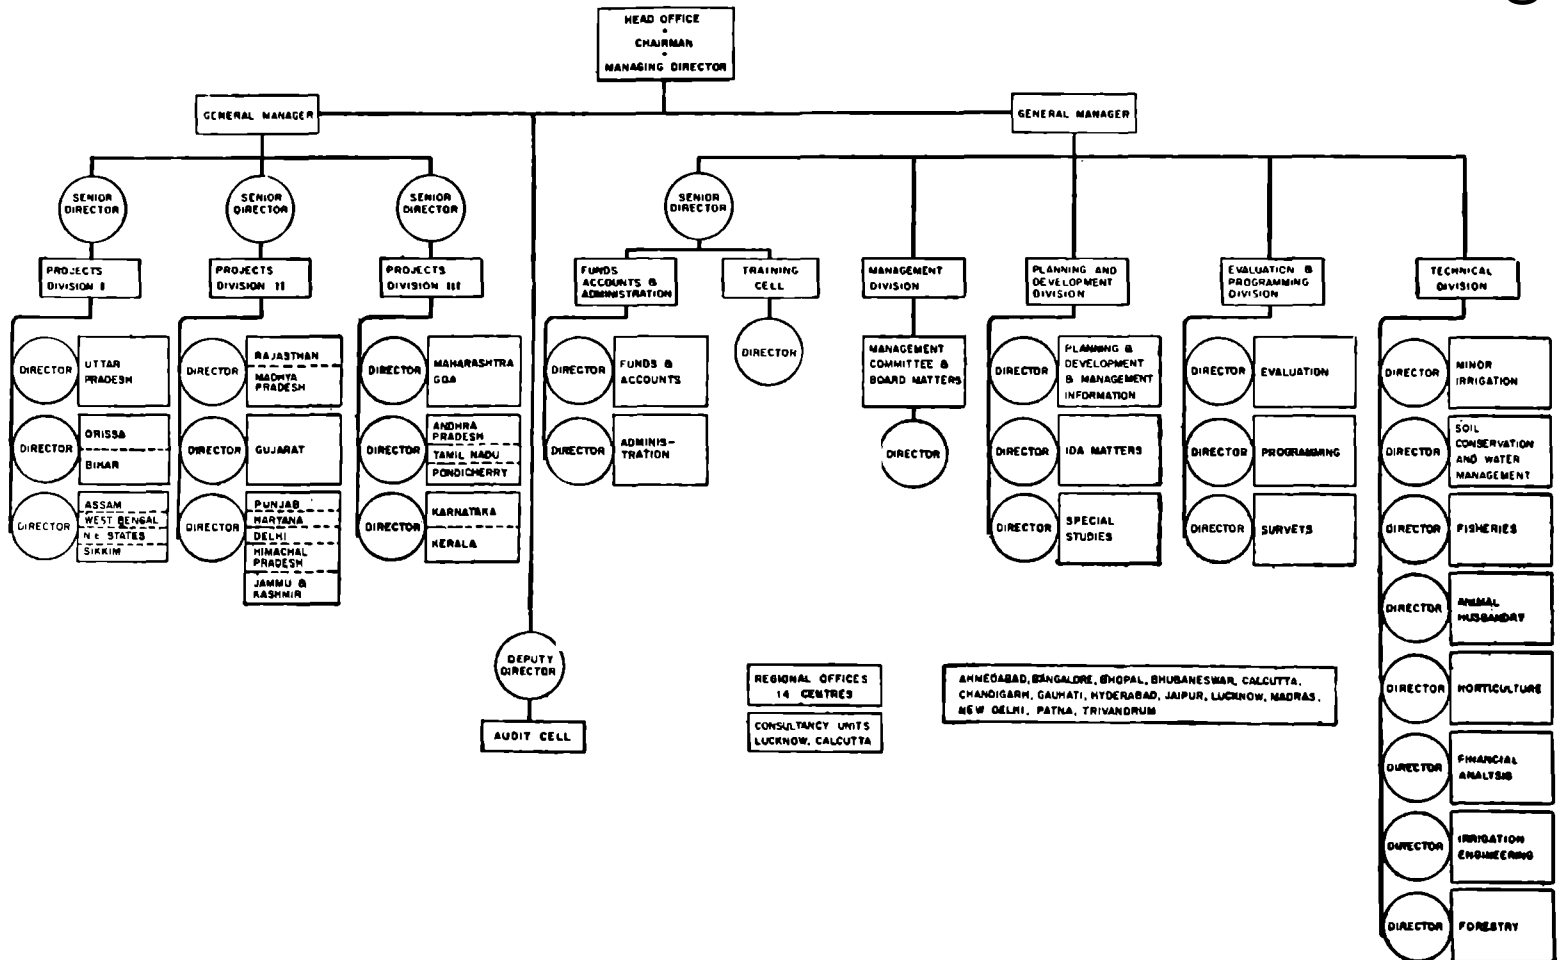 HEAD OFFICE
CHAIRMAN
MANAGING DIRECTOR
GENERAL MANAGER
GENERAL MANAGER
SENIOR
DIRECTOR
SENIOR
DIRECTOR
SENIOR
DIRECTOR
SENIOR
DIRECTOR
PROJECTS
DIVISION I
PROJECTS
DIVISION II
PROJECTS
DIVISION III
FUNDS
ACCOUNTS &
ADMINISTRATION
TRAINING
CELL
MANAGEMENT
DIVISION
PLANNING AND
DEVELOPMENT
DIVISION
EVALUATION &
PROGRAMMING
DIVISION
TECHNICAL
DIVISION
DIRECTOR
UTTAR
PRADESH
DIRECTOR
ORISSA
BIHAR
DIRECTOR
ASSAM
WEST BENGAL
N E STATES
SIKKIM
DIRECTOR
RAJASTHAN
MADHYA
PRADESH
DIRECTOR
GUJARAT
DIRECTOR
PUNJAB
HARYANA
DELHI
HIMACHAL
PRADESH
JAMMU &
KASHMIR
DIRECTOR
MAHARASHTRA
GOA
DIRECTOR
ANDHRA
PRADESH
TAMIL NADU
PONDICHERRY
DIRECTOR
KARNATAKA
KERALA
DIRECTOR
FUNDS &
ACCOUNTS
DIRECTOR
ADMINIS-
TRATION
DIRECTOR
MANAGEMENT
COMMITTEE &
BOARD MATTERS
DIRECTOR
DIRECTOR
PLANNING &
DEVELOPMENT
& MANAGEMENT
INFORMATION
DIRECTOR
IDA MATTERS
DIRECTOR
SPECIAL
STUDIES
DIRECTOR
EVALUATION
DIRECTOR
PROGRAMMING
DIRECTOR
SURVEYS
DIRECTOR
MINOR
IRRIGATION
DIRECTOR
SOIL
CONSERVATION
AND WATER
MANAGEMENT
DIRECTOR
FISHERIES
DIRECTOR
ANIMAL
HUSBANDRY
DIRECTOR
HORTICULTURE
DIRECTOR
FINANCIAL
ANALYSIS
DIRECTOR
IRRIGATION
ENGINEERING
DIRECTOR
FORESTRY
DEPUTY
DIRECTOR
AUDIT CELL
REGIONAL OFFICES
14 CENTRES
CONSULTANCY UNITS
LUCKNOW, CALCUTTA
AHMEDABAD, BANGALORE, BHOPAL, BHUBANESWAR, CALCUTTA,
CHANDIGARH, GAUHATI, HYDERABAD, JAIPUR, LUCKNOW, MADRAS,
NEW DELHI, PATNA, TRIVANDRUM